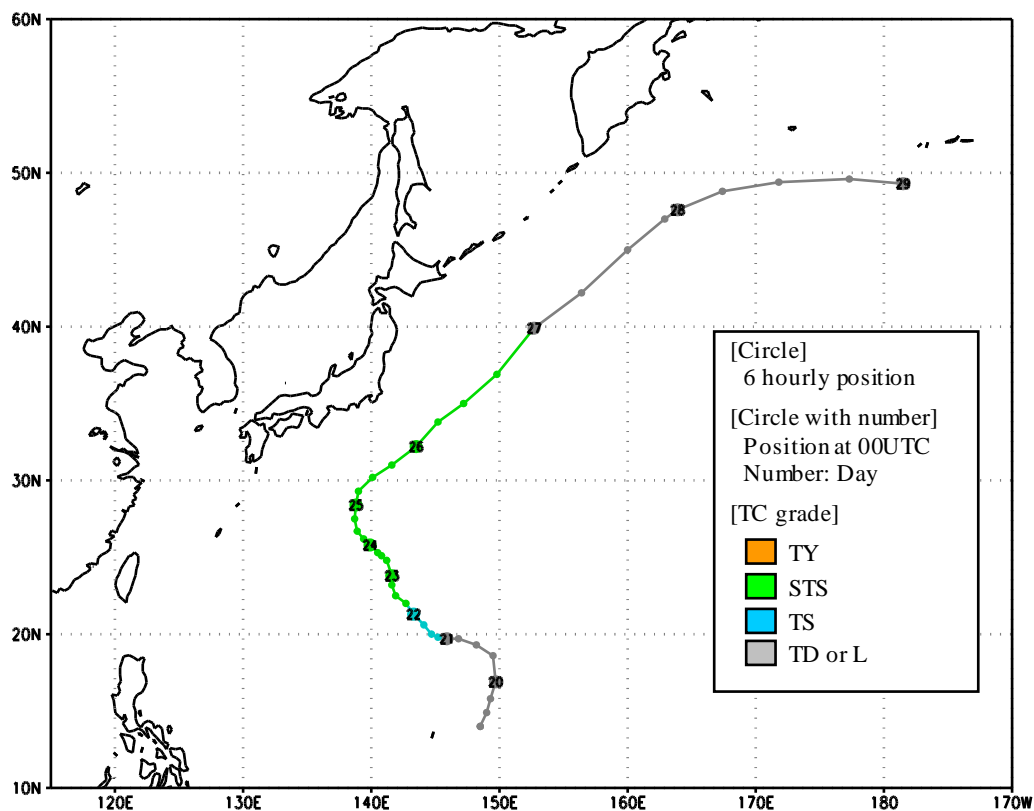 60N
50N
29
28
40N
27
[Circle]
6 hourly position
[Circle with number]
Position at 00UTC
Number: Day
26
30N
25
[TC grade]
24
TY
23
STS
22
TS
20N
21
TD or L
20
10N
120E 130E 140E 150E 160E 170E 180 170W